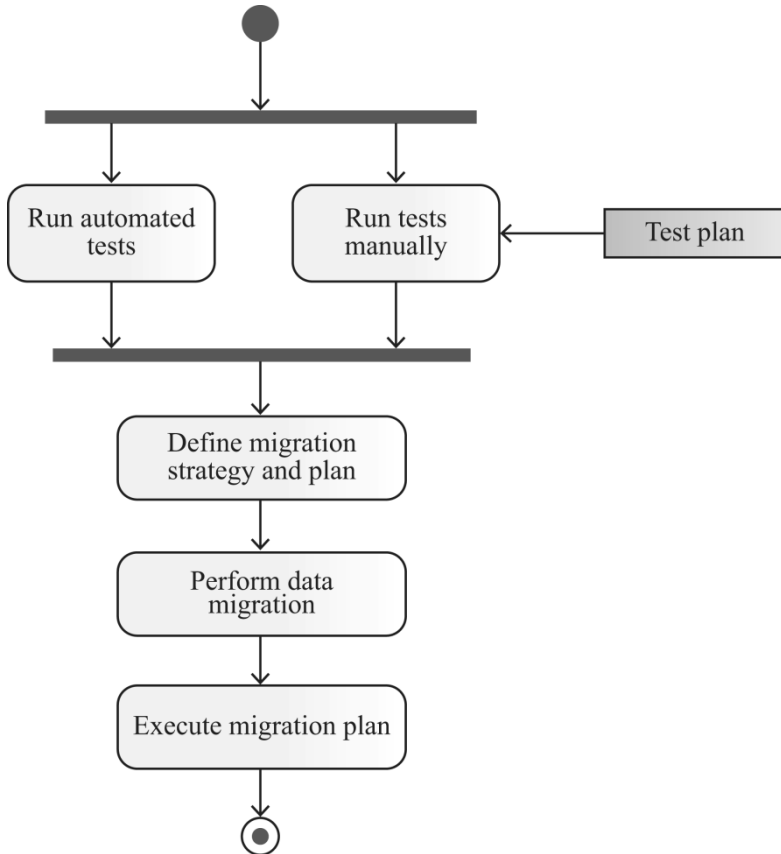 Run automated
tests
Run tests
manually
Test plan
Define migration
strategy and plan
Perform data
migration
Execute migration plan